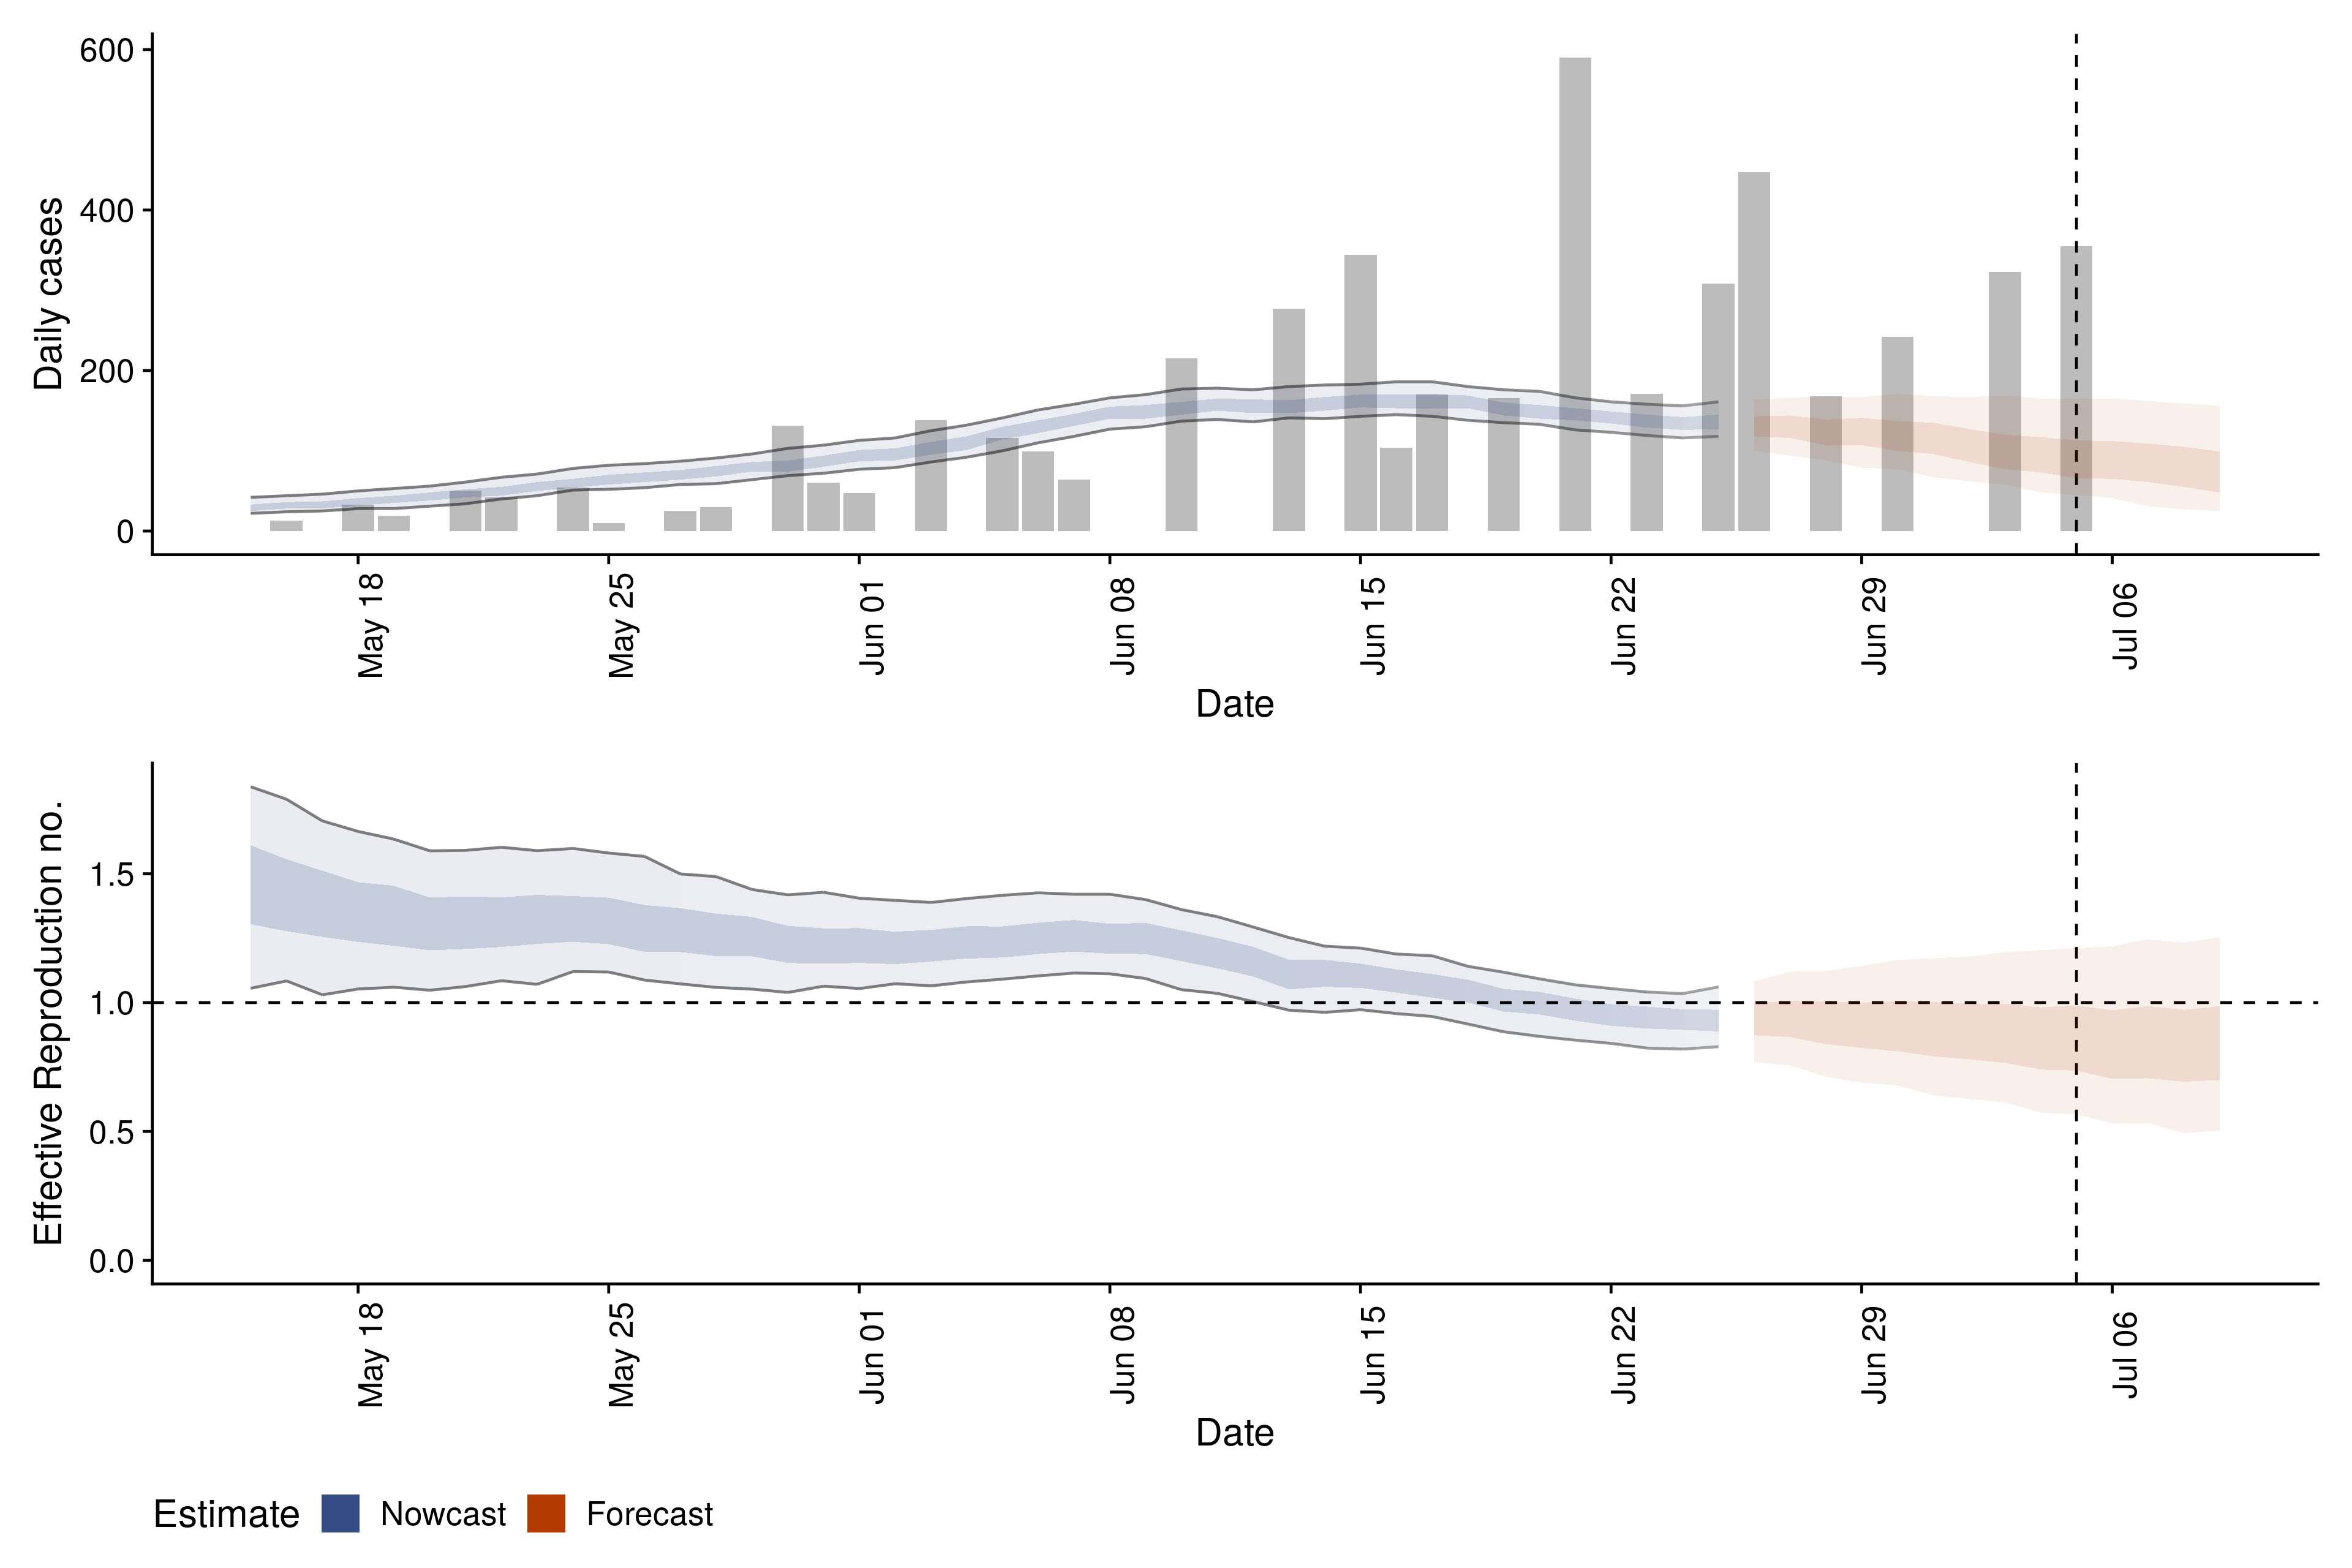 600
400
200
0
Daily cases
May 18
May 25
Jun 01
Jun 08
Jun 15
Jun 22
Jun 29
Jul 06
Date
1.5
1.0
0.5
0.0
Effective Reproduction no.
May 18
May 25
Jun 01
Jun 08
Jun 15
Jun 22
Jun 29
Jul 06
Date
Estimate Nowcast Forecast